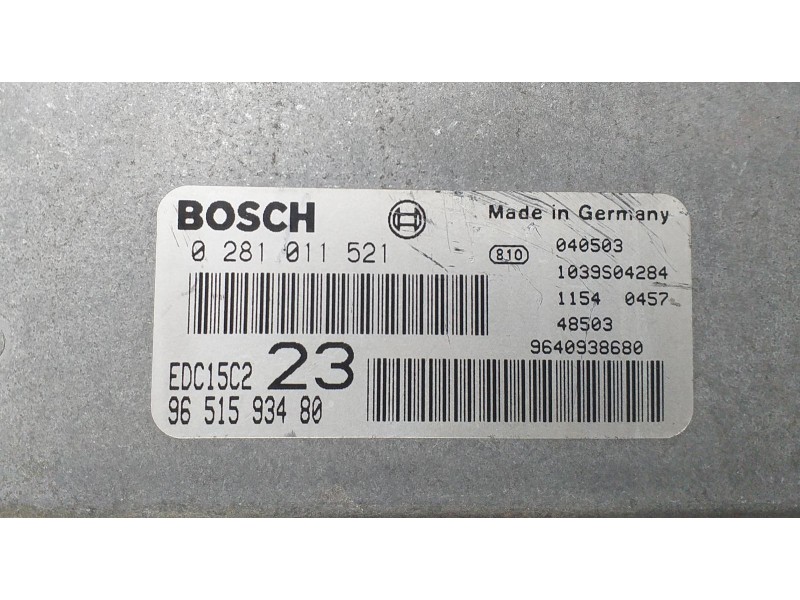 BOSCH
Made in Germany
0 281 011 521
810
040503
1039S04284
1154 0457
48503
EDC15C2 23
9640938680
96 515 934 80